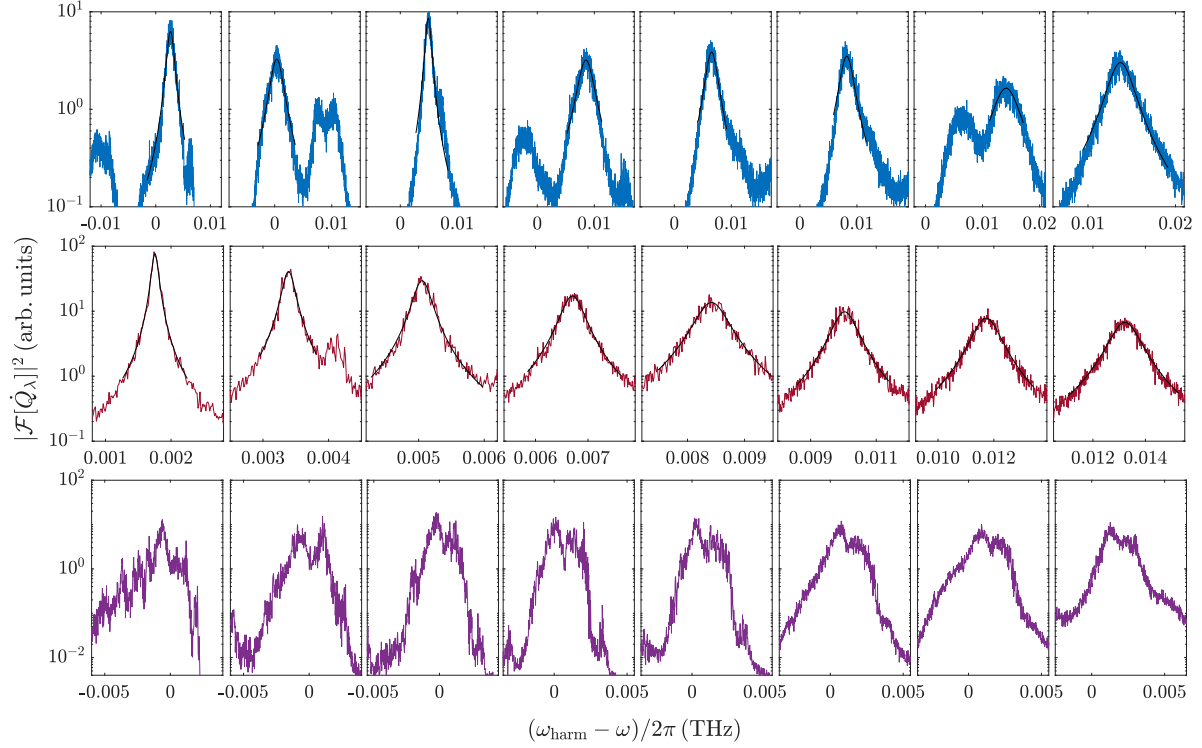 10^1
10^0
10^{-1}
-0.01 0 0.01 0 0.01 0 0.01 0 0.01 0 0.01 0 0.01 0 0.01 0.02 0.01 0.02
10^2
10^1
10^0
10^{-1}
0.001 0.002 0.003 0.004 0.005 0.006 0.006 0.007 0.008 0.009 0.009 0.011 0.010 0.012 0.012 0.014
|\mathcal{F}[\dot{Q}_λ]|^2 (arb. units)
10^2
10^0
10^{-2}
-0.005 0 -0.005 0 -0.005 0 0 0.005 0 0.005 0 0.005 0 0.005 0 0.005
(ω_{harm} − ω)/2π (THz)